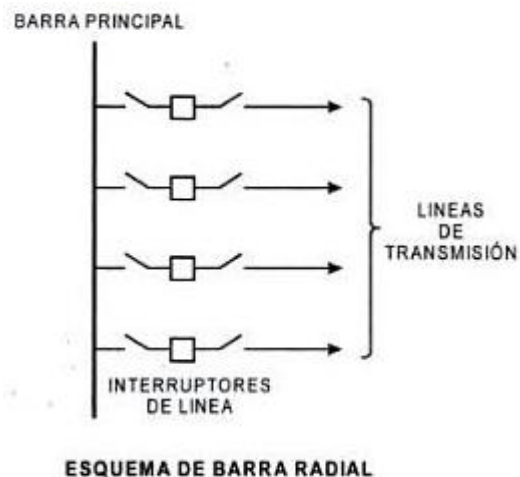 BARRA PRINCIPAL
LINEAS
DE
TRANSMISIÓN
INTERRUPTORES
DE LINEA
ESQUEMA DE BARRA RADIAL